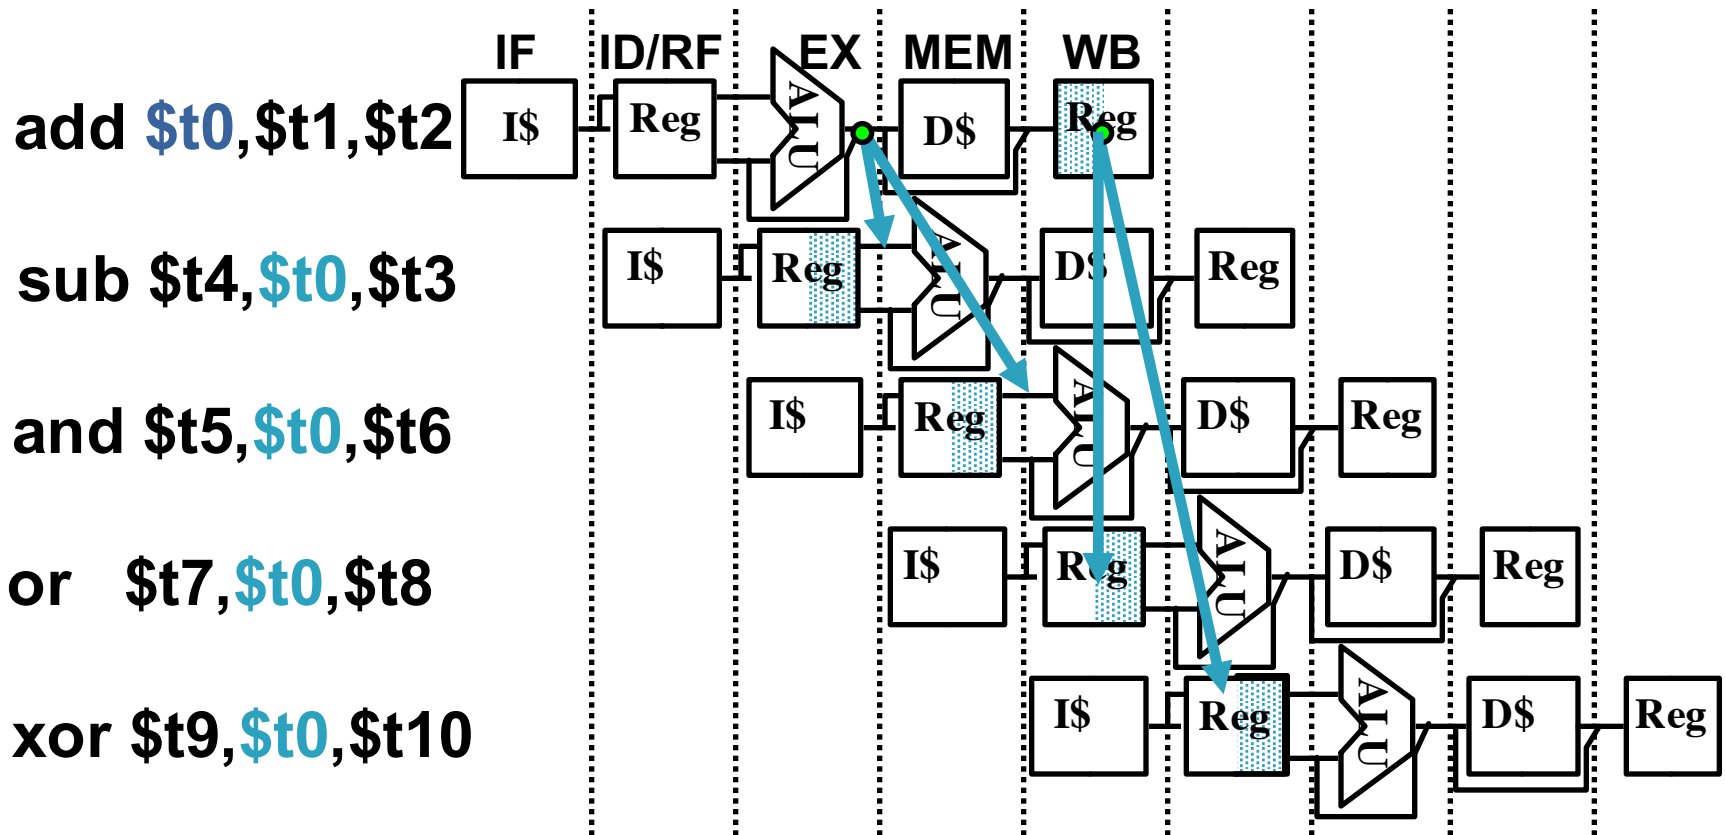 IF ID/RF EX MEM WB
add $t0,$t1,$t2 I$ Reg ALU D$ Reg
sub $t4,$t0,$t3 I$ Reg ALU D$ Reg
and $t5,$t0,$t6 I$ Reg ALU D$ Reg
or $t7,$t0,$t8 I$ Reg ALU D$ Reg
xor $t9,$t0,$t10 I$ Reg ALU D$ Reg